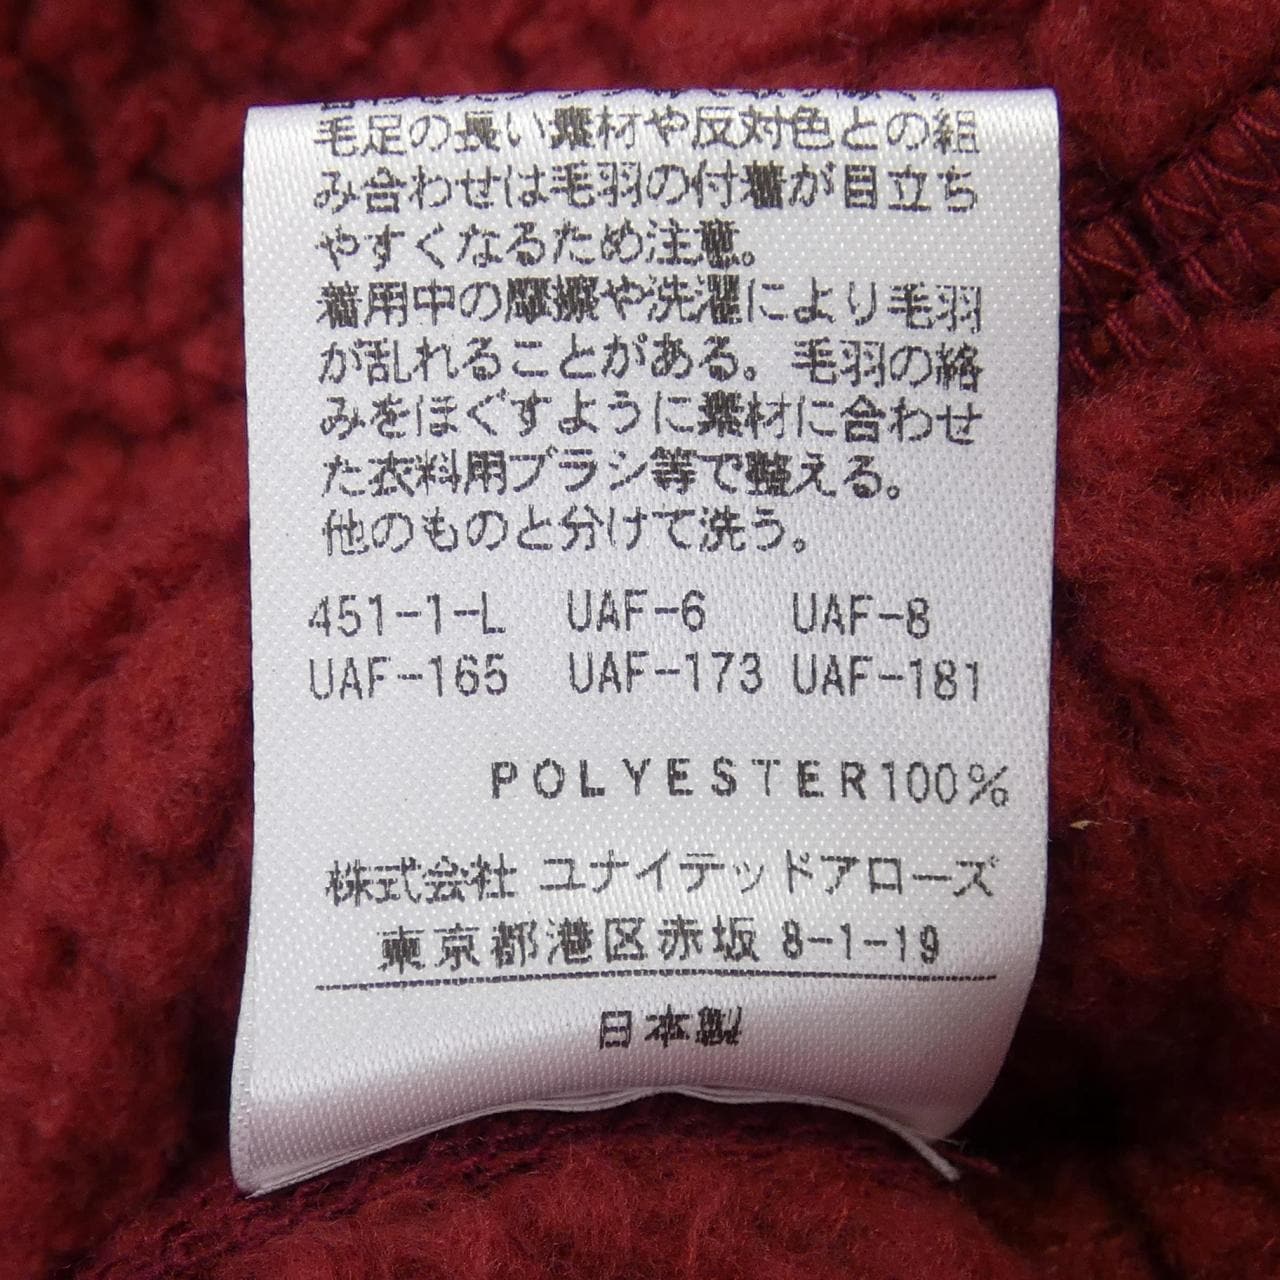 毛足の長い素材や反対色との組
み合わせは毛羽の付着が目立ち
やすくなるため注意。
着用中の摩擦や洗濯により毛羽
が乱れることがある。毛羽の絡
みをほぐすように素材に合わせ
た衣料用ブラシ等で整える。
他のものと分けて洗う。
451-1-L UAF-6 UAF-8
UAF-165 UAF-173 UAF-181
POLYESTER100%
株式会社 ユナイテッドアローズ
東京都港区赤坂 8-1-19
日本製